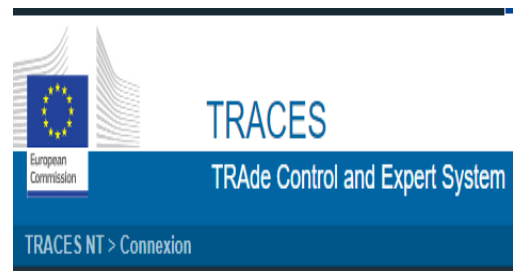 TRACES
European
Commission
TRAde Control and Expert System
TRACES NT > Connexion